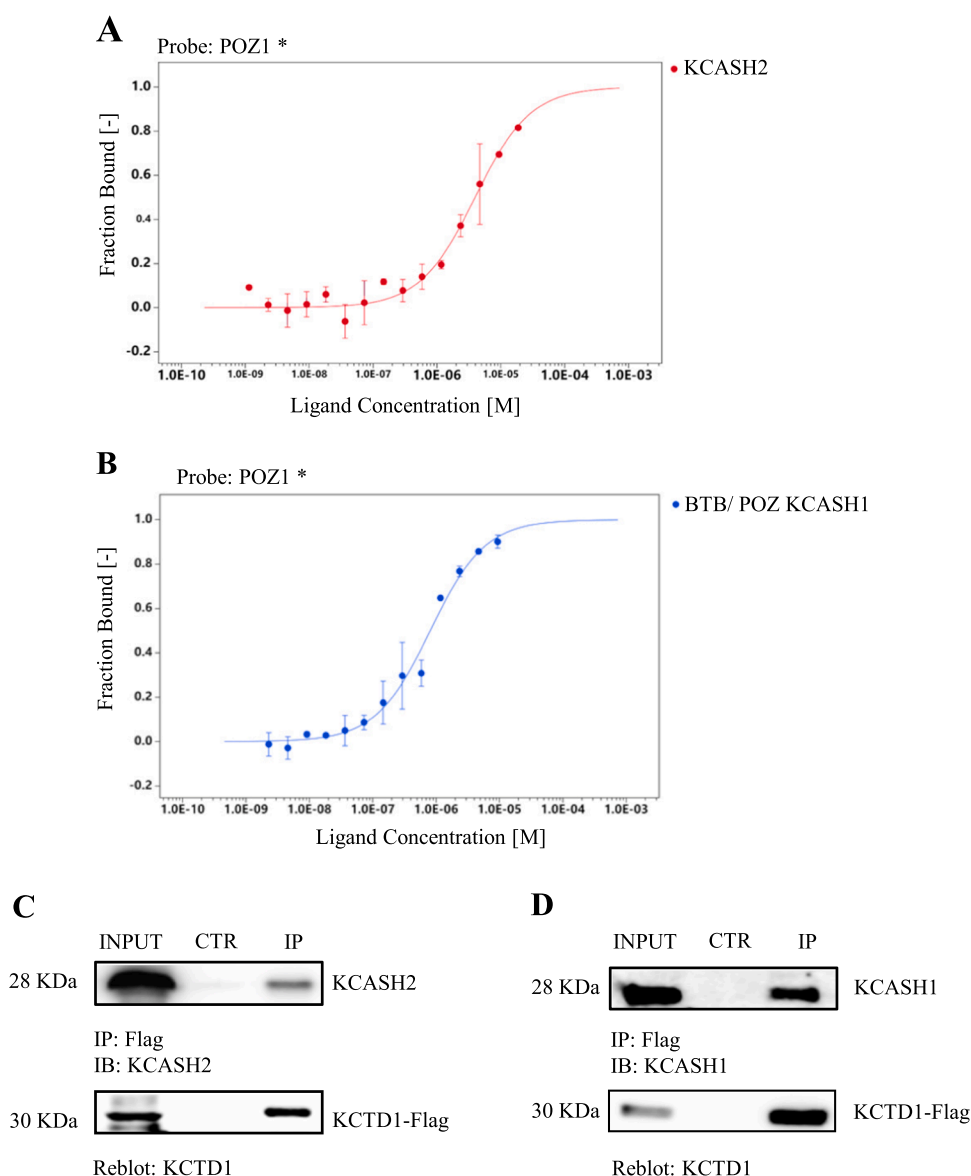 A
Probe: POZ1 *
KCASH2
1.0
0.8
0.6
0.4
0.2
0.0
-0.2
Fraction Bound [-]
1.0E-10 1.0E-09 1.0E-08 1.0E-07 1.0E-06 1.0E-05 1.0E-04 1.0E-03
Ligand Concentration [M]
B
Probe: POZ1 *
BTB/ POZ KCASH1
1.0
0.8
0.6
0.4
0.2
0.0
-0.2
Fraction Bound [-]
1.0E-10 1.0E-09 1.0E-08 1.0E-07 1.0E-06 1.0E-05 1.0E-04 1.0E-03
Ligand Concentration [M]
C
INPUT CTR IP
28 KDa KCASH2
IP: Flag
IB: KCASH2
30 KDa KCTD1-Flag
Reblot: KCTD1
D
INPUT CTR IP
28 KDa KCASH1
IP: Flag
IB: KCASH1
30 KDa KCTD1-Flag
Reblot: KCTD1